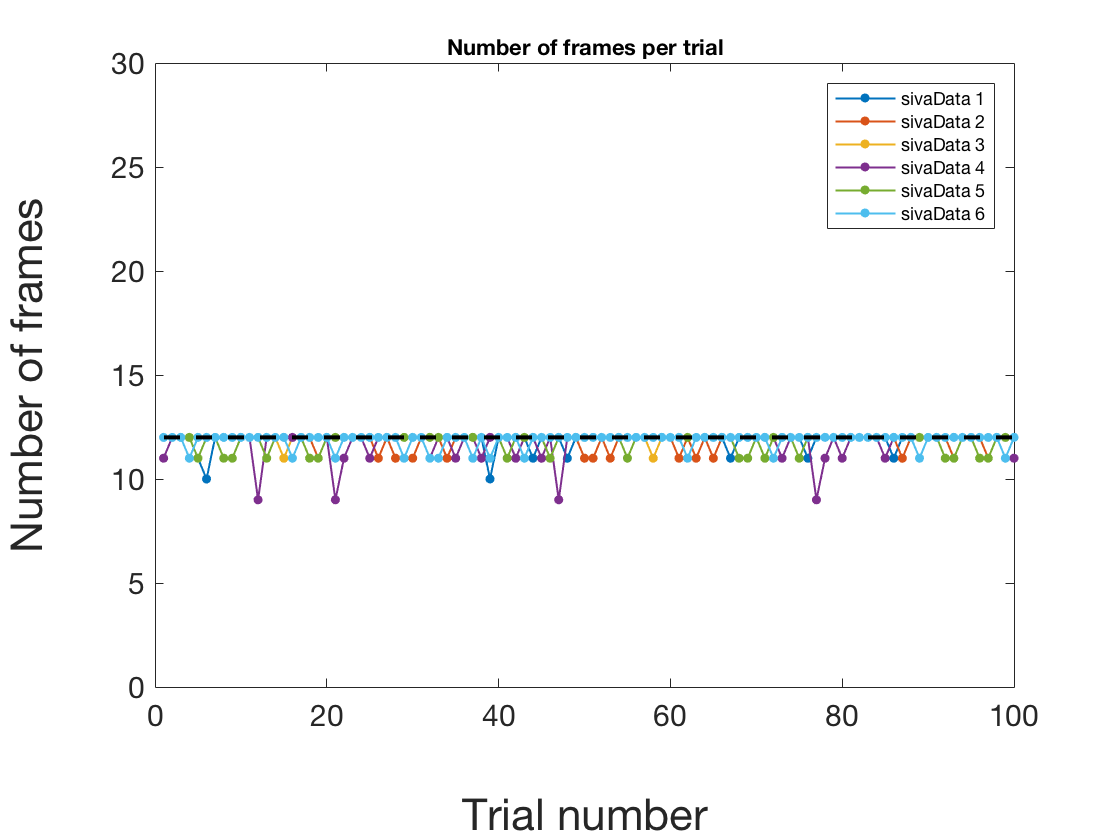 Number of frames per trial
30
25
20
15
10
5
0
Number of frames
sivaData 1
sivaData 2
sivaData 3
sivaData 4
sivaData 5
sivaData 6
0 20 40 60 80 100
Trial number